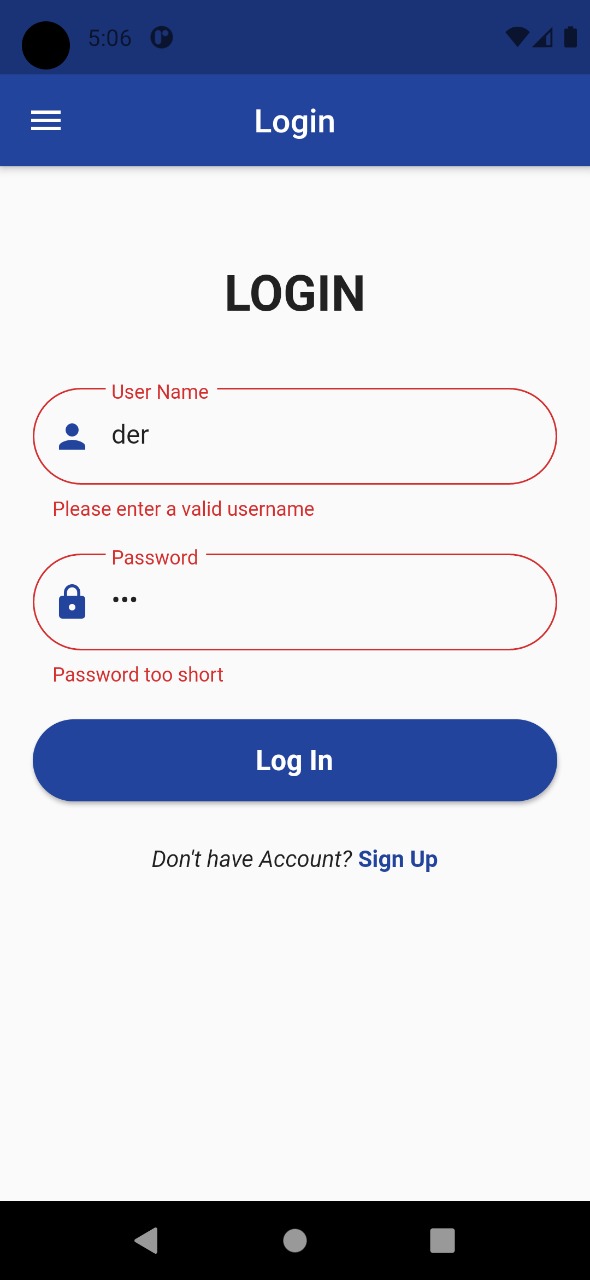 5:06
Login
LOGIN
User Name
der
Please enter a valid username
Password
•••
Password too short
Log In
Don't have Account? Sign Up